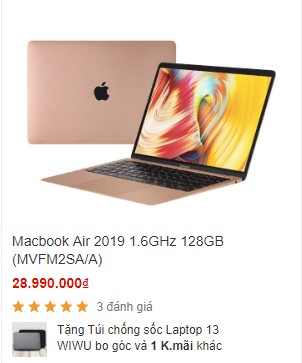 Macbook Air 2019 1.6GHz 128GB
(MVFM2SA/A)
28.990.000₫
3 đánh giá
Tặng Túi chống sốc Laptop 13
WIWU bo góc và 1 K.mãi khác